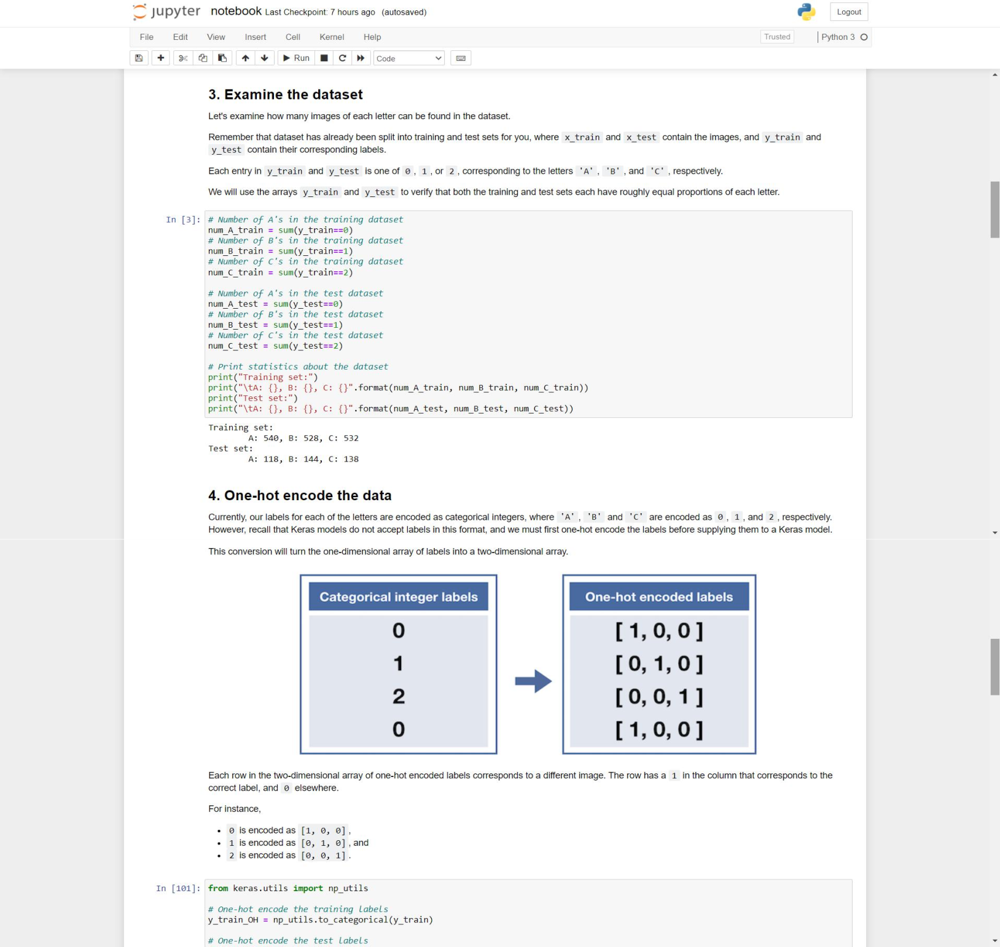 jupyter notebook Last Checkpoint: 7 hours ago (autosaved) Logout
File Edit View Insert Cell Kernel Help Trusted Python 3
Run Code
3. Examine the dataset
Let's examine how many images of each letter can be found in the dataset.
Remember that dataset has already been split into training and test sets for you, where x_train and x_test contain the images, and y_train and
y_test contain their corresponding labels.
Each entry in y_train and y_test is one of 0, 1, or 2, corresponding to the letters 'A', 'B', and 'C', respectively.
We will use the arrays y_train and y_test to verify that both the training and test sets each have roughly equal proportions of each letter.
In [3]: # Number of A's in the training dataset
num_A_train = sum(y_train==0)
# Number of B's in the training dataset
num_B_train = sum(y_train==1)
# Number of C's in the training dataset
num_C_train = sum(y_train==2)
# Number of A's in the test dataset
num_A_test = sum(y_test==0)
# Number of B's in the test dataset
num_B_test = sum(y_test==1)
# Number of C's in the test dataset
num_C_test = sum(y_test==2)
# Print statistics about the dataset
print("Training set:")
print("\tA: {}, B: {}, C: {}".format(num_A_train, num_B_train, num_C_train))
print("Test set:")
print("\tA: {}, B: {}, C: {}".format(num_A_test, num_B_test, num_C_test))
Training set:
A: 540, B: 528, C: 532
Test set:
A: 118, B: 144, C: 138
4. One-hot encode the data
Currently, our labels for each of the letters are encoded as categorical integers, where 'A', 'B' and 'C' are encoded as 0, 1, and 2, respectively.
However, recall that Keras models do not accept labels in this format, and we must first one-hot encode the labels before supplying them to a Keras model.
This conversion will turn the one-dimensional array of labels into a two-dimensional array.
Categorical integer labels One-hot encoded labels
0 [ 1, 0, 0 ]
1 [ 0, 1, 0 ]
2 [ 0, 0, 1 ]
0 [ 1, 0, 0 ]
Each row in the two-dimensional array of one-hot encoded labels corresponds to a different image. The row has a 1 in the column that corresponds to the
correct label, and 0 elsewhere.
For instance,
• 0 is encoded as [1, 0, 0],
• 1 is encoded as [0, 1, 0], and
• 2 is encoded as [0, 0, 1].
In [101]: from keras.utils import np_utils
# One-hot encode the training labels
y_train_OH = np_utils.to_categorical(y_train)
# One-hot encode the test labels